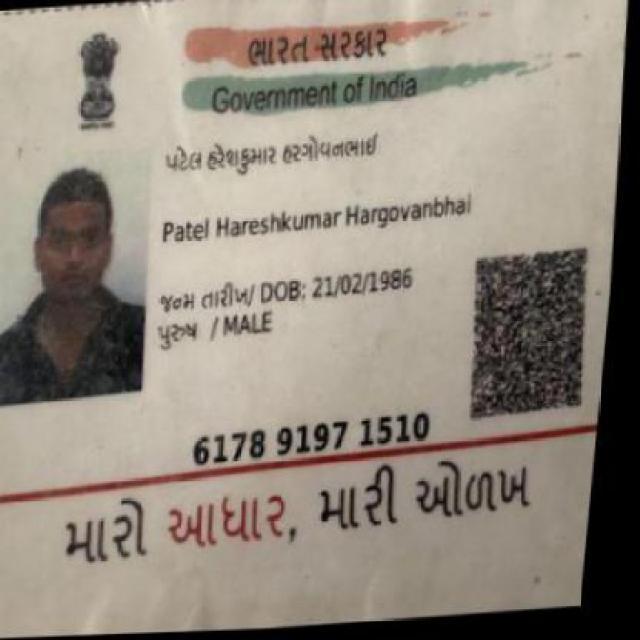 ભારત સરકાર
Government of India
પટેલ હરેશકુમાર હરગોવનભાઈ
Patel Hareshkumar Hargovanbhai
જન્મ તારીખ/ DOB: 21/02/1986
પુરુષ / MALE
6178 9197 1510
મારો આધાર, મારી ઓળખ